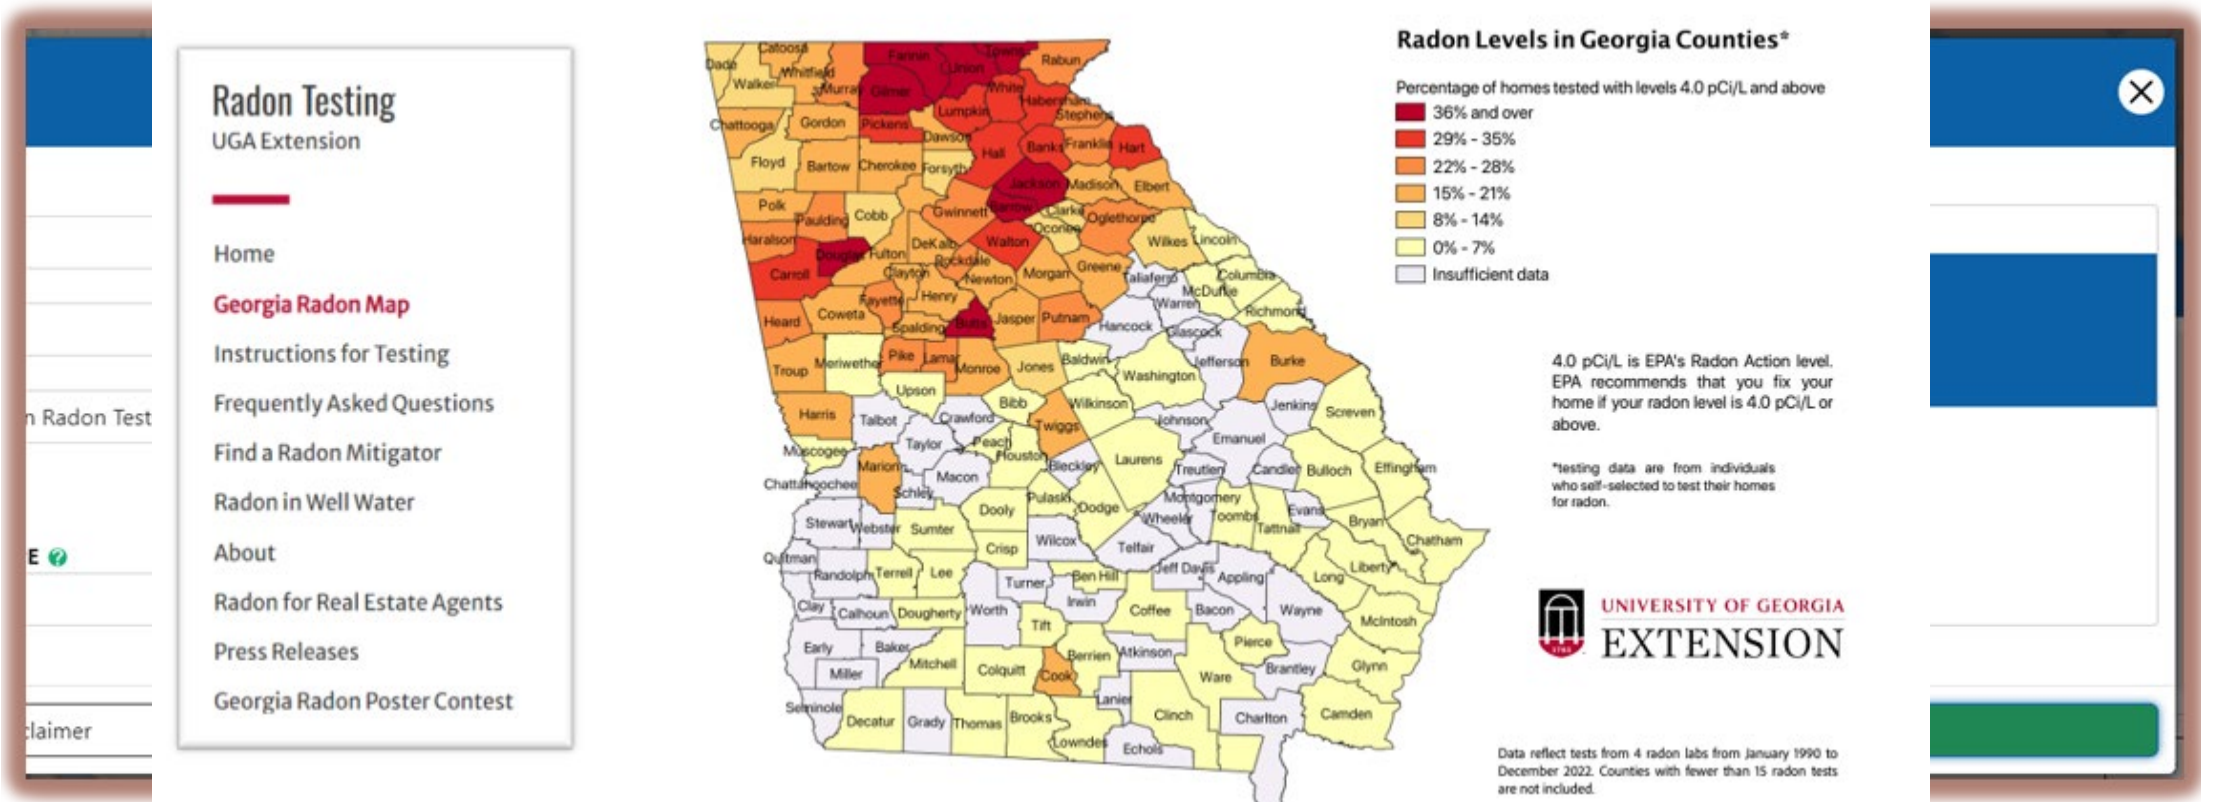 n Radon Test
E ?
claimer
Radon Testing
UGA Extension
Home
Georgia Radon Map
Instructions for Testing
Frequently Asked Questions
Find a Radon Mitigator
Radon in Well Water
About
Radon for Real Estate Agents
Press Releases
Georgia Radon Poster Contest
Dade
Catoosa
Fannin
Union
Towns
Rabun
Walker
Whitfield
Murray
Gilmer
White
Habersham
Lumpkin
Stephens
Chattooga
Gordon
Pickens
Dawson
Hall
Banks
Franklin
Hart
Floyd
Bartow
Cherokee
Forsyth
Jackson
Madison
Elbert
Polk
Paulding
Cobb
Gwinnett
Barrow
Clarke
Oconee
Oglethorpe
Haralson
Douglas
Fulton
DeKalb
Walton
Wilkes
Lincoln
Carroll
Clayton
Rockdale
Newton
Morgan
Greene
Taliaferro
Columbia
McDuffie
Warren
Heard
Coweta
Fayette
Henry
Spalding
Butts
Jasper
Putnam
Hancock
Glascock
Richmond
Troup
Meriwether
Pike
Lamar
Monroe
Jones
Baldwin
Washington
Jefferson
Burke
Upson
Bibb
Wilkinson
Jenkins
Screven
Harris
Talbot
Crawford
Twiggs
Johnson
Emanuel
Muscogee
Taylor
Peach
Houston
Bleckley
Laurens
Treutlen
Candler
Bulloch
Effingham
Chattahoochee
Marion
Schley
Macon
Pulaski
Dodge
Montgomery
Wheeler
Toombs
Tattnall
Evans
Bryan
Chatham
Stewart
Webster
Sumter
Dooly
Crisp
Wilcox
Telfair
Quitman
Randolph
Terrell
Lee
Turner
Ben Hill
Jeff Davis
Appling
Long
Liberty
Clay
Calhoun
Dougherty
Worth
Irwin
Coffee
Bacon
Wayne
McIntosh
Tift
Early
Baker
Mitchell
Colquitt
Cook
Berrien
Atkinson
Pierce
Ware
Brantley
Glynn
Miller
Seminole
Decatur
Grady
Thomas
Brooks
Lanier
Lowndes
Echols
Clinch
Charlton
Camden
Radon Levels in Georgia Counties*
Percentage of homes tested with levels 4.0 pCi/L and above
36% and over
29% - 35%
22% - 28%
15% - 21%
8% - 14%
0% - 7%
Insufficient data
4.0 pCi/L is EPA's Radon Action level.
EPA recommends that you fix your
home if your radon level is 4.0 pCi/L or
above.
*testing data are from individuals
who self-selected to test their homes
for radon.
1785
UNIVERSITY OF GEORGIA
EXTENSION
Data reflect tests from 4 radon labs from January 1990 to
December 2022. Counties with fewer than 15 radon tests
are not included.